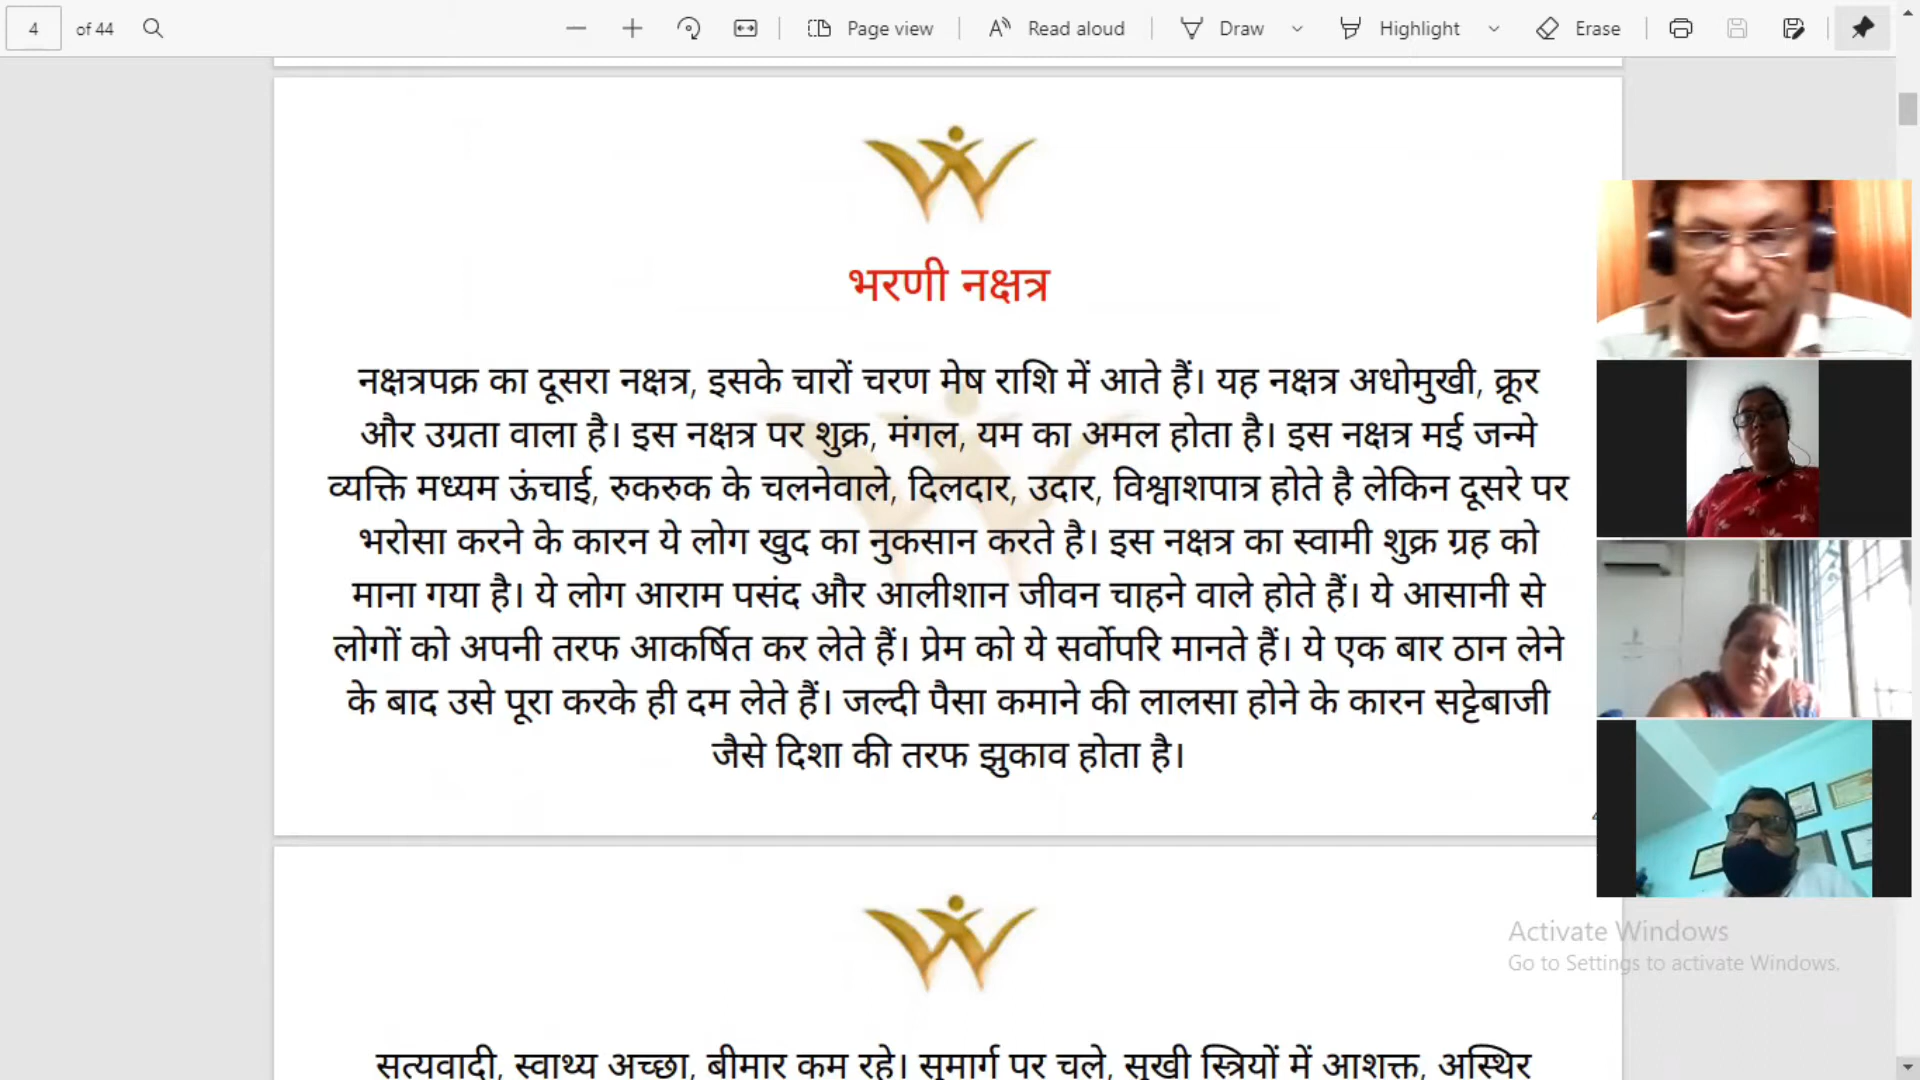 4 of 44 Page view Read aloud Draw Highlight Erase
भरणी नक्षत्र
नक्षत्रपक्र का दूसरा नक्षत्र, इसके चारों चरण मेष राशि में आते हैं। यह नक्षत्र अधोमुखी, क्रूर
और उग्रता वाला है। इस नक्षत्र पर शुक्र, मंगल, यम का अमल होता है। इस नक्षत्र मई जन्मे
व्यक्ति मध्यम ऊंचाई, रुकरुक के चलनेवाले, दिलदार, उदार, विश्वाशपात्र होते है लेकिन दूसरे पर
भरोसा करने के कारन ये लोग खुद का नुकसान करते है। इस नक्षत्र का स्वामी शुक्र ग्रह को
माना गया है। ये लोग आराम पसंद और आलीशान जीवन चाहने वाले होते हैं। ये आसानी से
लोगों को अपनी तरफ आकर्षित कर लेते हैं। प्रेम को ये सर्वोपरि मानते हैं। ये एक बार ठान लेने
के बाद उसे पूरा करके ही दम लेते हैं। जल्दी पैसा कमाने की लालसा होने के कारन सट्टेबाजी
जैसे दिशा की तरफ झुकाव होता है।
Activate Windows
Go to Settings to activate Windows.
सत्यवादी, स्वाथ्य अच्छा, बीमार कम रहे। सुमार्ग पर चले, सुखी स्त्रियों में आशक्त, अस्थिर